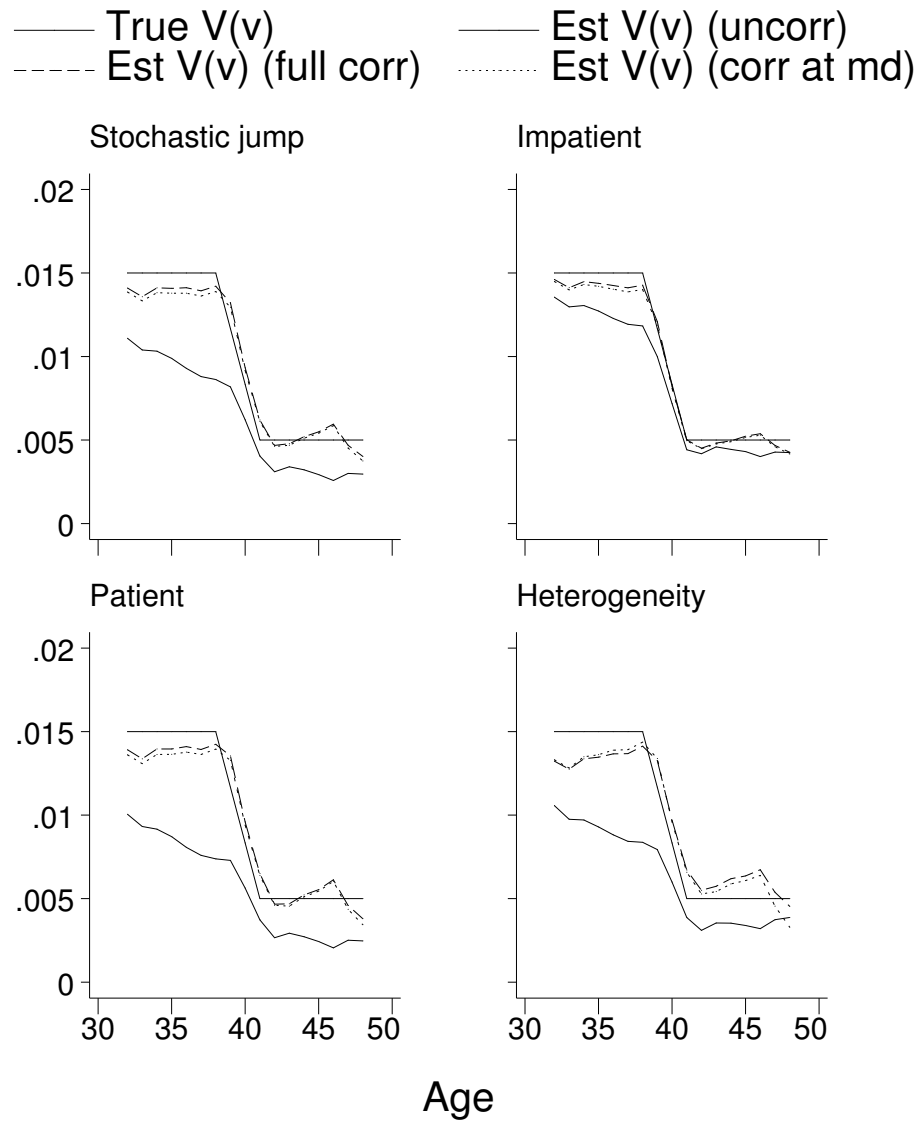 True V(v) Est V(v) (uncorr)
Est V(v) (full corr) Est V(v) (corr at md)
Stochastic jump Impatient
.02
.015
.01
.005
0
Patient Heterogeneity
.02
.015
.01
.005
0
30 35 40 45 50 30 35 40 45 50
Age